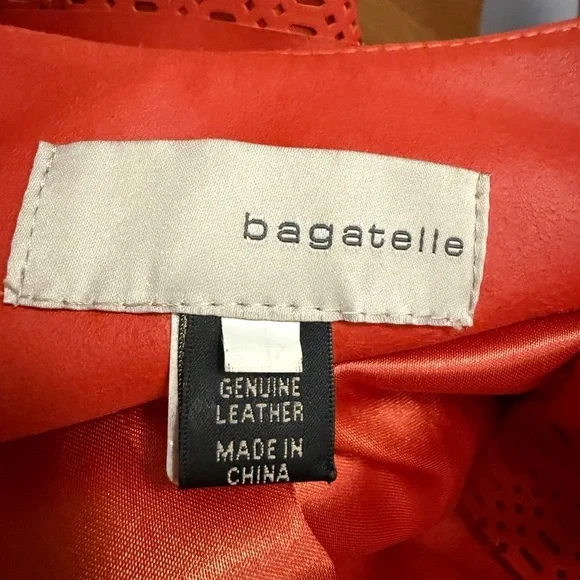 bagatelle
GENUINE
LEATHER
MADE IN
CHINA